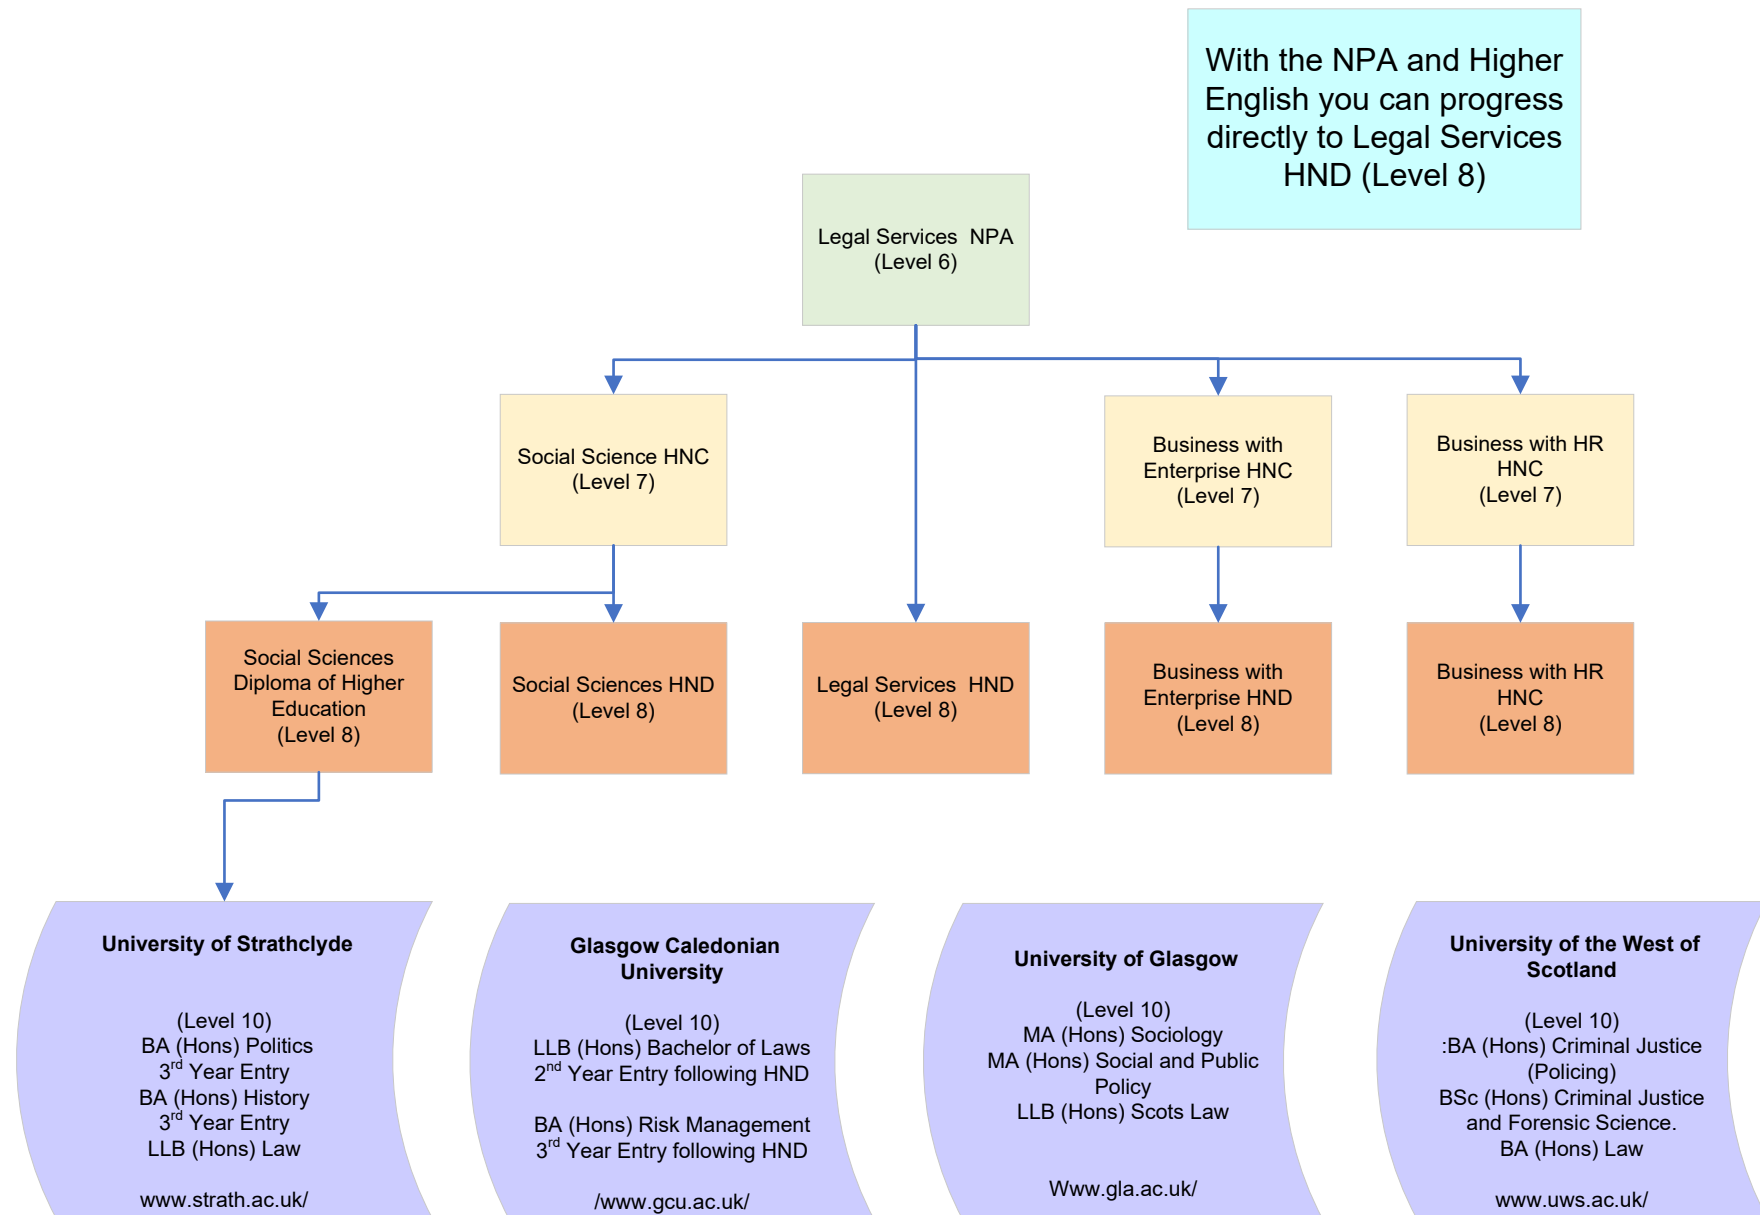 With the NPA and Higher
English you can progress
directly to Legal Services
HND (Level 8)
Legal Services  NPA
(Level 6)
Social Science HNC
(Level 7)
Business with
Enterprise HNC
(Level 7)
Business with HR
HNC
(Level 7)
Social Sciences
Diploma of Higher
Education
(Level 8)
Social Sciences HND
(Level 8)
Legal Services  HND
(Level 8)
Business with
Enterprise HND
(Level 8)
Business with HR
HNC
(Level 8)
University of Strathclyde
(Level 10)
BA (Hons) Politics
3rd Year Entry
BA (Hons) History
3rd Year Entry
LLB (Hons) Law
www.strath.ac.uk/
Glasgow Caledonian
University
(Level 10)
LLB (Hons) Bachelor of Laws
2nd Year Entry following HND
BA (Hons) Risk Management
3rd Year Entry following HND
/www.gcu.ac.uk/
University of Glasgow
(Level 10)
MA (Hons) Sociology
MA (Hons) Social and Public
Policy
LLB (Hons) Scots Law
Www.gla.ac.uk/
University of the West of
Scotland
(Level 10)
:BA (Hons) Criminal Justice
(Policing)
BSc (Hons) Criminal Justice
and Forensic Science.
BA (Hons) Law
www.uws.ac.uk/